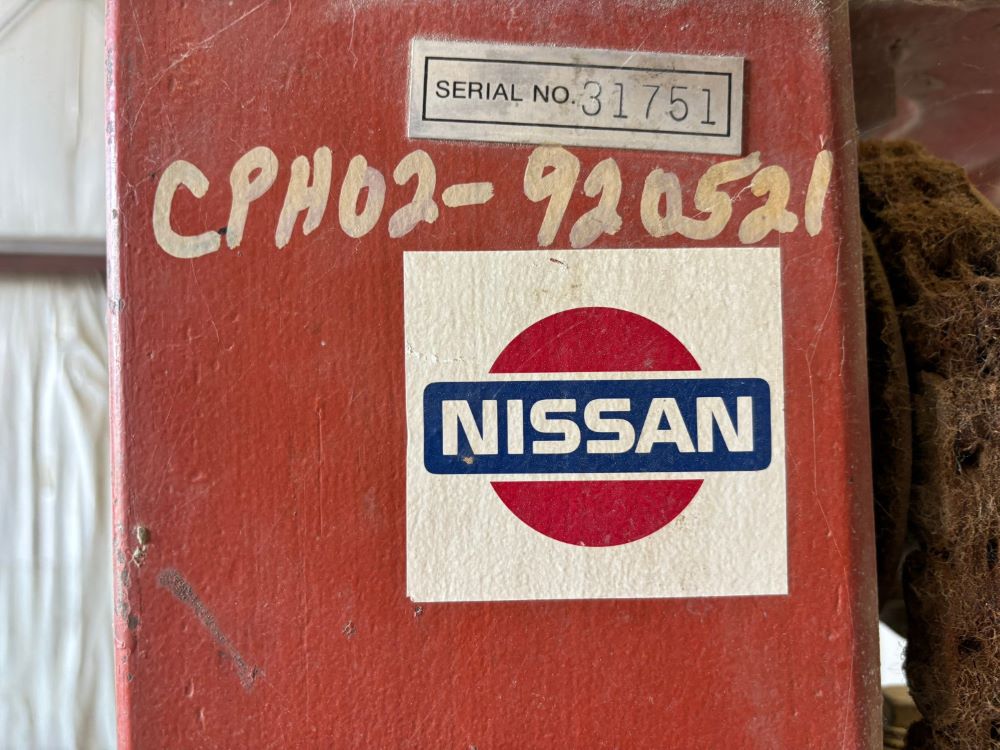 SERIAL NO. 31751
CPH02-920521
NISSAN